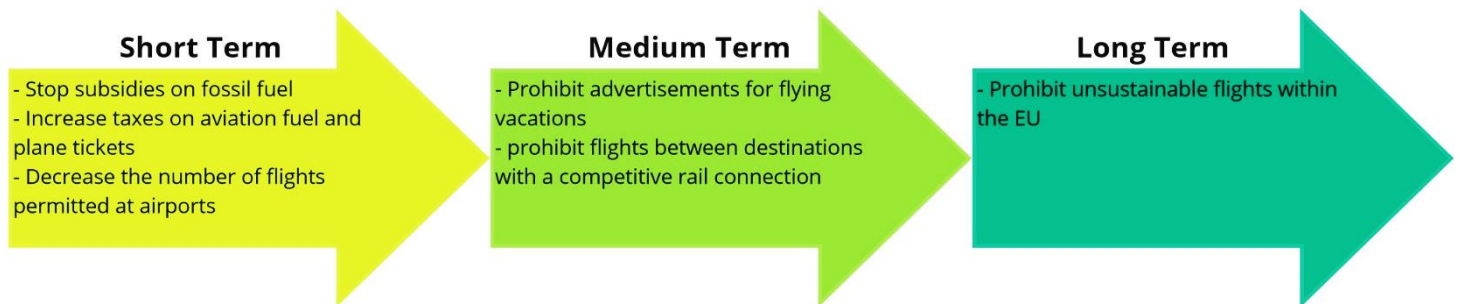 Short Term
- Stop subsidies on fossil fuel
- Increase taxes on aviation fuel and
plane tickets
- Decrease the number of flights
permitted at airports
Medium Term
- Prohibit advertisements for flying
vacations
- prohibit flights between destinations
with a competitive rail connection
Long Term
- Prohibit unsustainable flights within
the EU